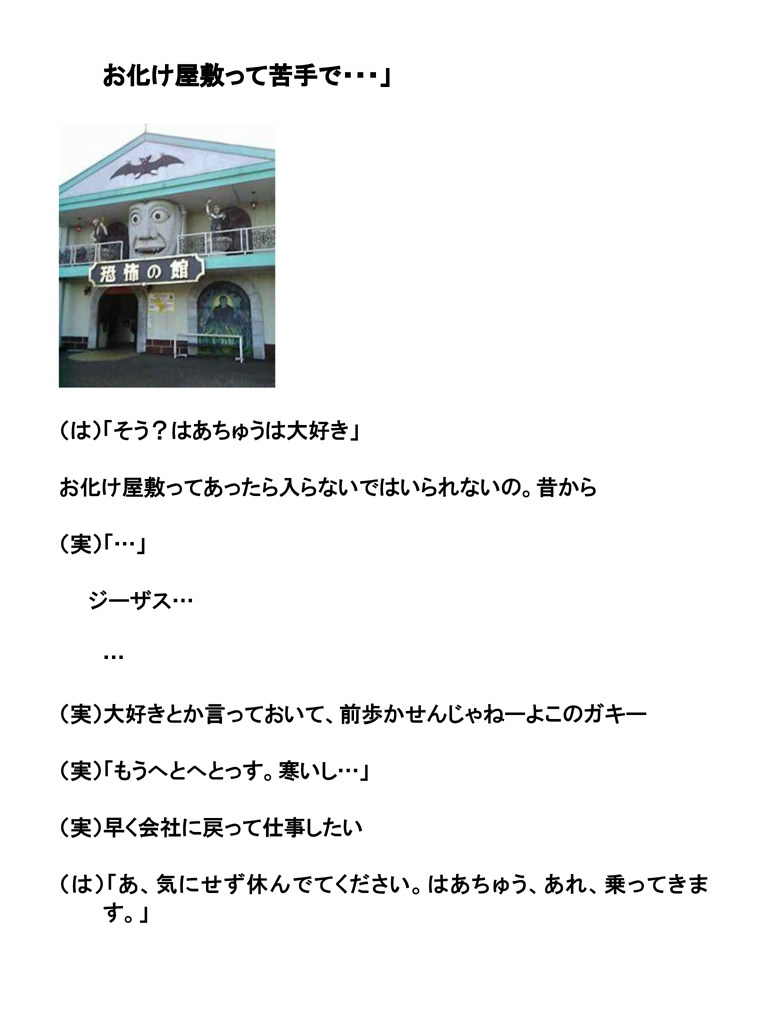 お化け屋敷って苦手で・・・」
恐怖の館
（は）「そう？はあちゅうは大好き」
お化け屋敷ってあったら入らないではいられないの。昔から
（実）「…」
ジーザス…
…
（実）大好きとか言っておいて、前歩かせんじゃねーよこのガキー
（実）「もうへとへとっす。寒いし…」
（実）早く会社に戻って仕事したい
（は）「あ、気にせず休んでてください。はあちゅう、あれ、乗ってきま
す。」